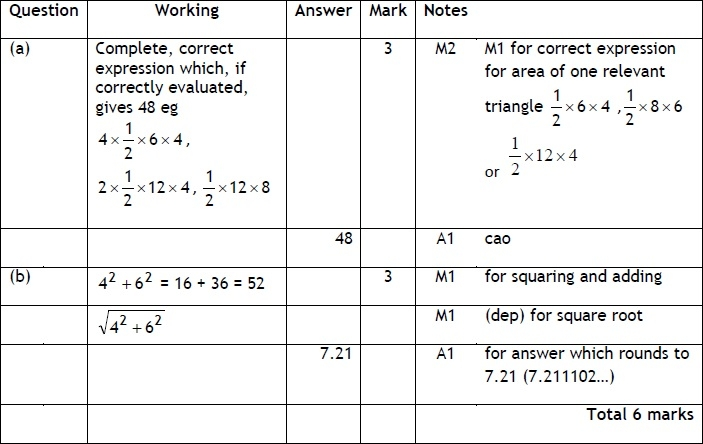 Question Working Answer Mark Notes
(a) Complete, correct expression which, if correctly evaluated, gives 48 eg 3 M2 M1 for correct expression for area of one relevant triangle 1/2 × 6 × 4 , 1/2 × 8 × 6
4 × 1/2 × 6 × 4 ,
or 1/2 × 12 × 4
2 × 1/2 × 12 × 4 , 1/2 × 12 × 8
48 A1 cao
(b) 4² + 6² = 16 + 36 = 52 3 M1 for squaring and adding
√(4² + 6²) M1 (dep) for square root
7.21 A1 for answer which rounds to
7.21 (7.211102...)
Total 6 marks